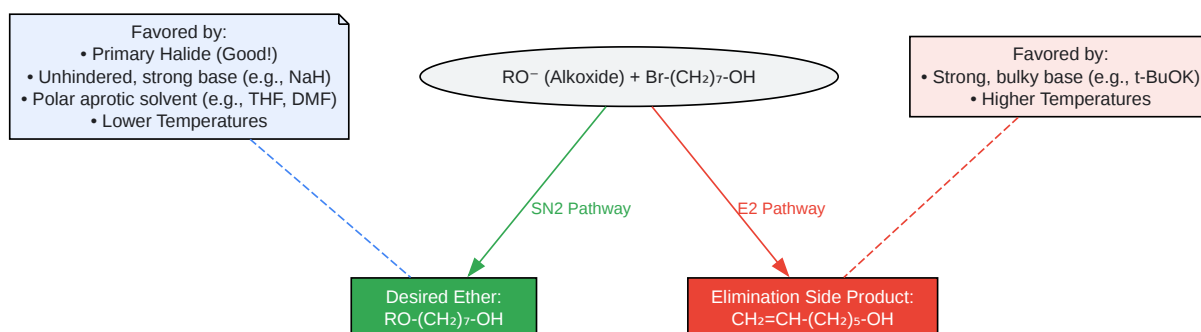 Favored by:
• Primary Halide (Good!)
• Unhindered, strong base (e.g., NaH)
• Polar aprotic solvent (e.g., THF, DMF)
• Lower Temperatures
RO⁻ (Alkoxide) + Br-(CH₂)₇-OH
Favored by:
• Strong, bulky base (e.g., t-BuOK)
• Higher Temperatures
SN2 Pathway
E2 Pathway
Desired Ether:
RO-(CH₂)₇-OH
Elimination Side Product:
CH₂=CH-(CH₂)₅-OH